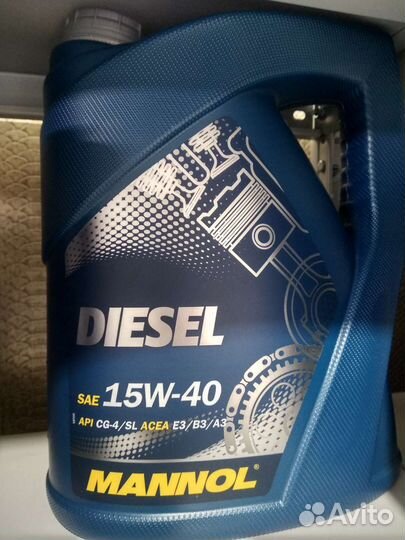 DIESEL
SAE 15W-40
API CG-4/SL ACEA E3/B3/A3
MANNOL
Avito